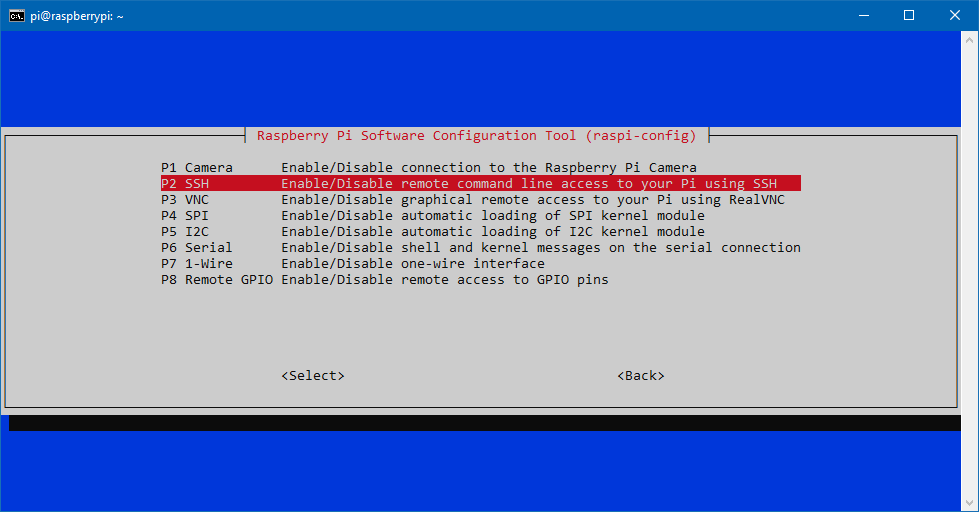 C:\. pi@raspberrypi: ~
Raspberry Pi Software Configuration Tool (raspi-config)
P1 Camera Enable/Disable connection to the Raspberry Pi Camera
P2 SSH Enable/Disable remote command line access to your Pi using SSH
P3 VNC Enable/Disable graphical remote access to your Pi using RealVNC
P4 SPI Enable/Disable automatic loading of SPI kernel module
P5 I2C Enable/Disable automatic loading of I2C kernel module
P6 Serial Enable/Disable shell and kernel messages on the serial connection
P7 1-Wire Enable/Disable one-wire interface
P8 Remote GPIO Enable/Disable remote access to GPIO pins
<Select> <Back>